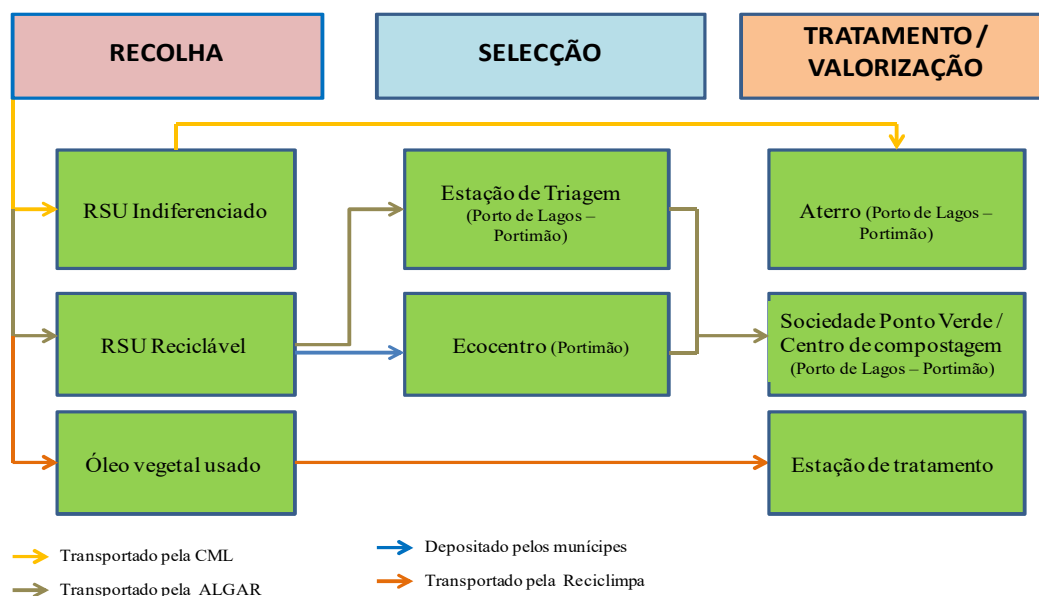 RECOLHA
SELECÇÃO
TRATAMENTO /
VALORIZAÇÃO
RSU Indiferenciado
Estação de Triagem
(Porto de Lagos –
Portimão)
Aterro (Porto de Lagos –
Portimão)
RSU Reciclável
Ecocentro (Portimão)
Sociedade Ponto Verde /
Centro de compostagem
(Porto de Lagos – Portimão)
Óleo vegetal usado
Estação de tratamento
Transportado pela CML
Depositado pelos munícipes
Transportado pela ALGAR
Transportado pela Reciclimpa